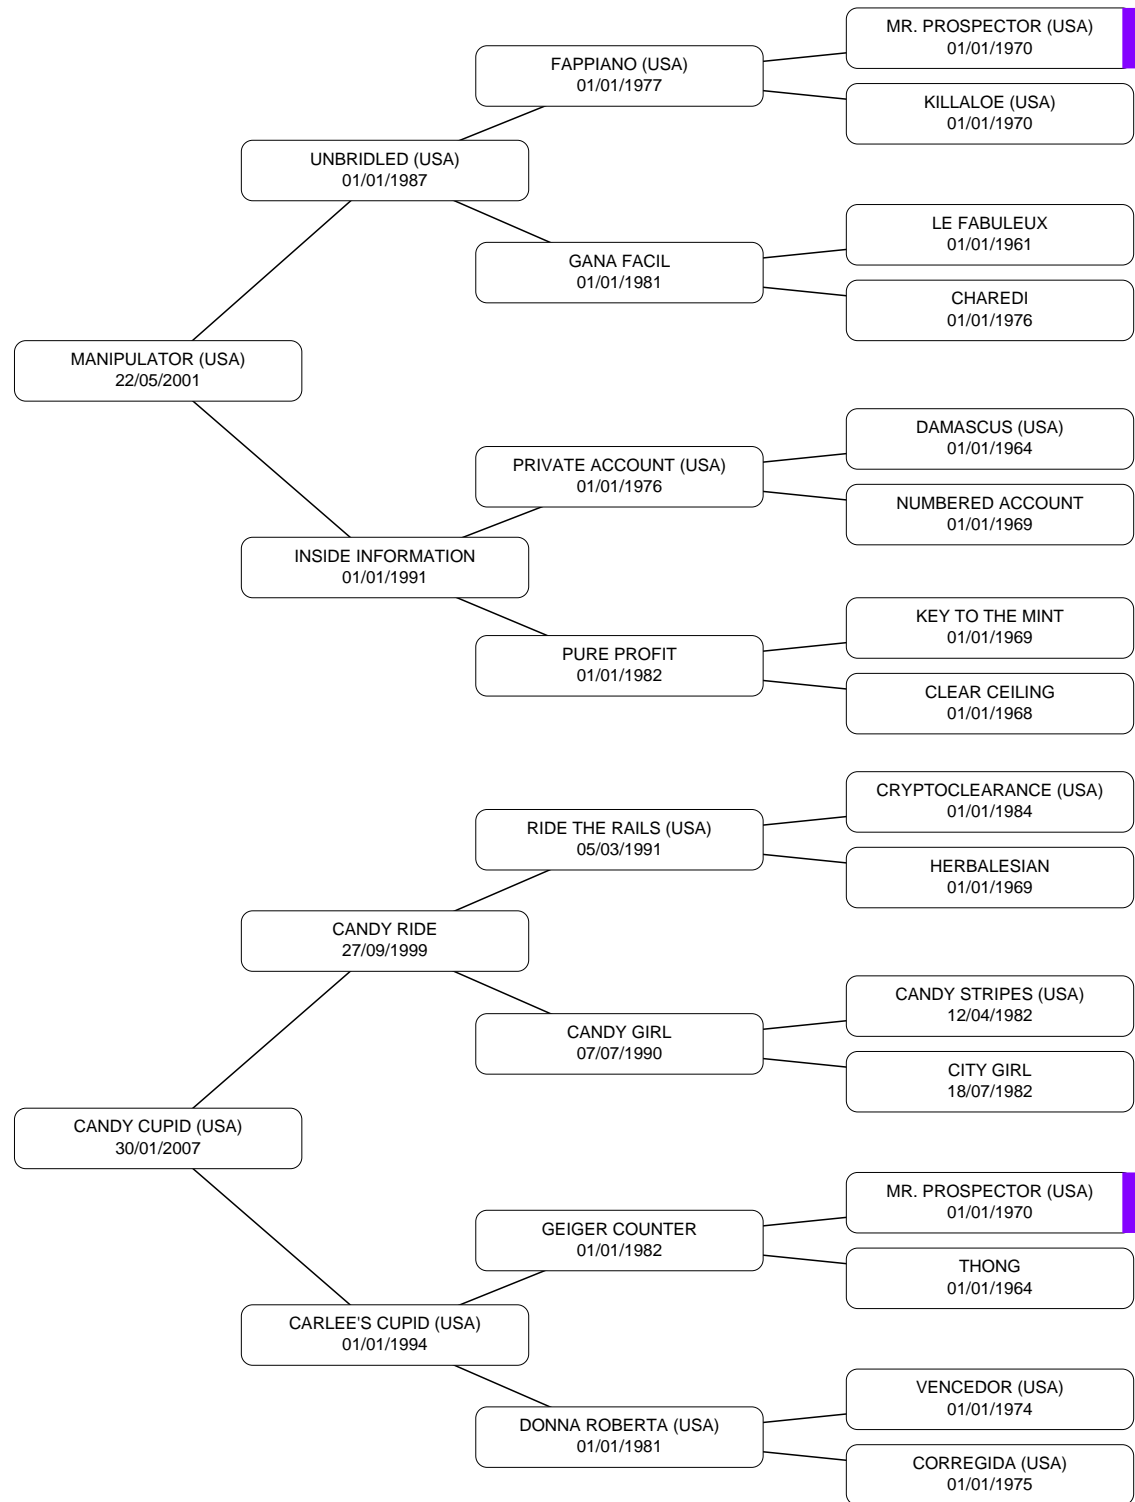 MR. PROSPECTOR (USA)
01/01/1970
FAPPIANO (USA)
01/01/1977
KILLALOE (USA)
01/01/1970
UNBRIDLED (USA)
01/01/1987
LE FABULEUX
01/01/1961
GANA FACIL
01/01/1981
CHAREDI
01/01/1976
MANIPULATOR (USA)
22/05/2001
DAMASCUS (USA)
01/01/1964
PRIVATE ACCOUNT (USA)
01/01/1976
NUMBERED ACCOUNT
01/01/1969
INSIDE INFORMATION
01/01/1991
KEY TO THE MINT
01/01/1969
PURE PROFIT
01/01/1982
CLEAR CEILING
01/01/1968
CRYPTOCLEARANCE (USA)
01/01/1984
RIDE THE RAILS (USA)
05/03/1991
HERBALESIAN
01/01/1969
CANDY RIDE
27/09/1999
CANDY STRIPES (USA)
12/04/1982
CANDY GIRL
07/07/1990
CITY GIRL
18/07/1982
CANDY CUPID (USA)
30/01/2007
MR. PROSPECTOR (USA)
01/01/1970
GEIGER COUNTER
01/01/1982
THONG
01/01/1964
CARLEE'S CUPID (USA)
01/01/1994
VENCEDOR (USA)
01/01/1974
DONNA ROBERTA (USA)
01/01/1981
CORREGIDA (USA)
01/01/1975